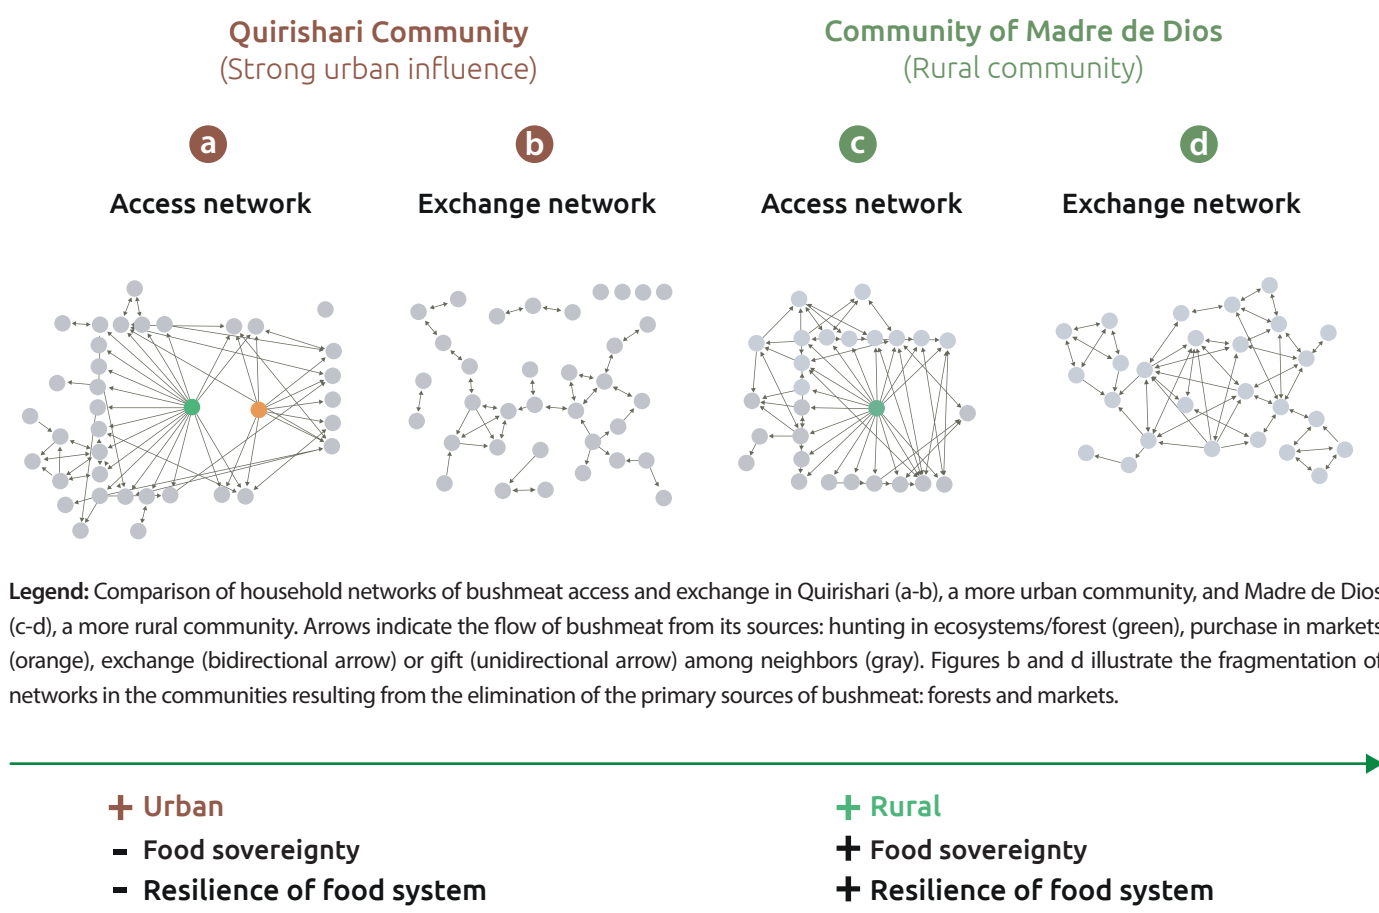 Quirishari Community
(Strong urban influence)
Community of Madre de Dios
(Rural community)
a
Access network
b
Exchange network
c
Access network
d
Exchange network
Legend: Comparison of household networks of bushmeat access and exchange in Quirishari (a-b), a more urban community, and Madre de Dios
(c-d), a more rural community. Arrows indicate the flow of bushmeat from its sources: hunting in ecosystems/forest (green), purchase in markets
(orange), exchange (bidirectional arrow) or gift (unidirectional arrow) among neighbors (gray). Figures b and d illustrate the fragmentation of
networks in the communities resulting from the elimination of the primary sources of bushmeat: forests and markets.
+ Urban
- Food sovereignty
- Resilience of food system
+ Rural
+ Food sovereignty
+ Resilience of food system